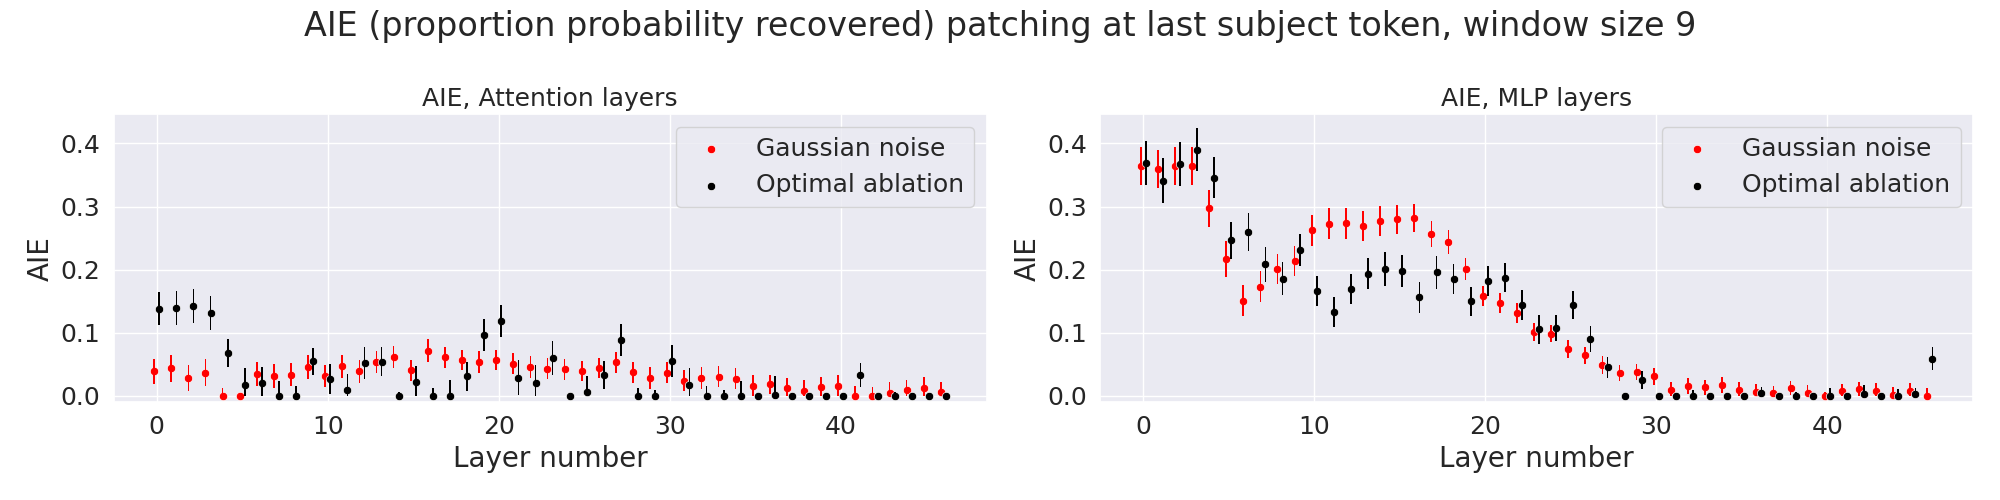 AIE (proportion probability recovered) patching at last subject token, window size 9
AIE, Attention layers
0.4
0.3
0.2
0.1
0.0
AIE
0 10 20 30 40
Layer number
Gaussian noise
Optimal ablation
AIE, MLP layers
0.4
0.3
0.2
0.1
0.0
AIE
0 10 20 30 40
Layer number
Gaussian noise
Optimal ablation